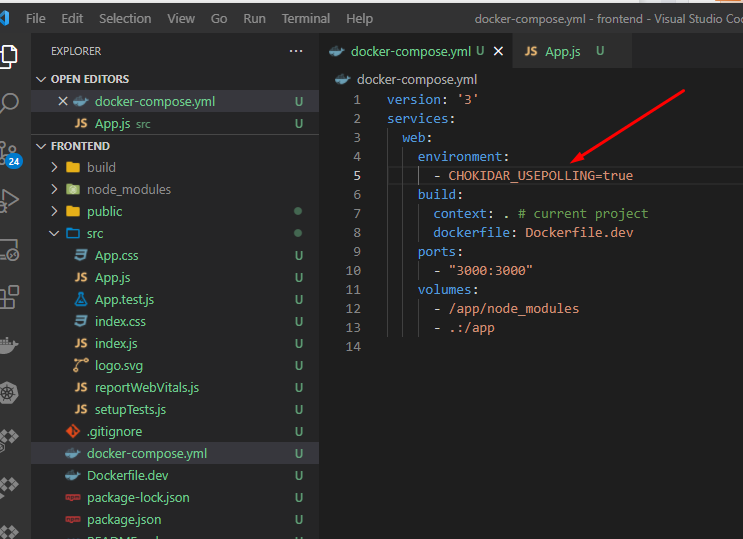 File Edit Selection View Go Run Terminal Help docker-compose.yml - frontend - Visual Studio Cod
EXPLORER ...
OPEN EDITORS
docker-compose.yml U
JS App.js src U
FRONTEND
build
node_modules
public
src
App.css U
JS App.js U
App.test.js U
index.css U
JS index.js U
logo.svg U
JS reportWebVitals.js U
JS setupTests.js U
.gitignore U
docker-compose.yml U
Dockerfile.dev U
package-lock.json U
package.json U
24
docker-compose.yml U
JS App.js U
docker-compose.yml
1 version: '3'
2 services:
3 web:
4 environment:
5 - CHOKIDAR_USEPOLLING=true
6 build:
7 context: . # current project
8 dockerfile: Dockerfile.dev
9 ports:
10 - "3000:3000"
11 volumes:
12 - /app/node_modules
13 - .:/app
14